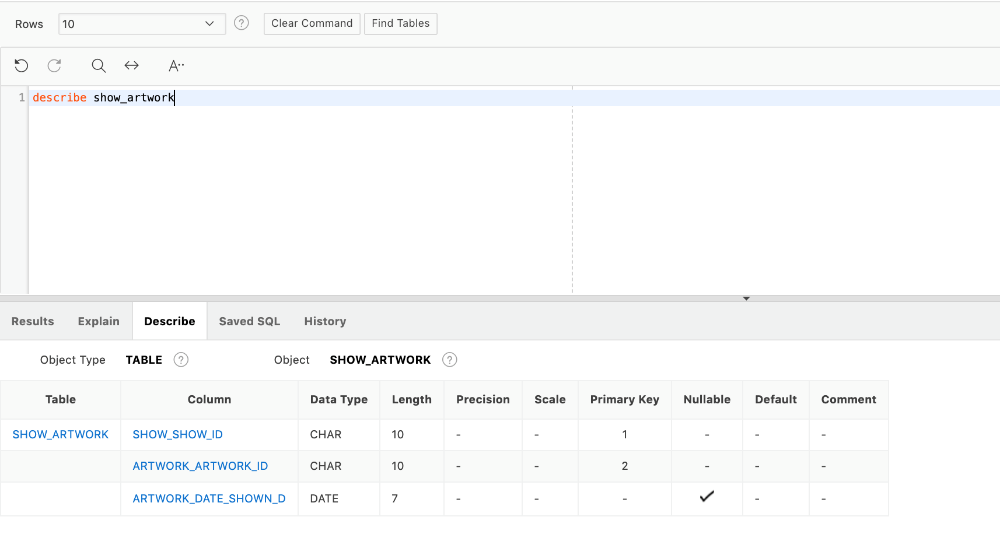 Rows 10 ? Clear Command Find Tables
A··
1 describe show_artwork
Results Explain Describe Saved SQL History
Object Type TABLE ? Object SHOW_ARTWORK ?
Table Column Data Type Length Precision Scale Primary Key Nullable Default Comment
SHOW_ARTWORK SHOW_SHOW_ID CHAR 10 - - 1 - - -
ARTWORK_ARTWORK_ID CHAR 10 - - 2 - - -
ARTWORK_DATE_SHOWN_D DATE 7 - - - ✓ - -